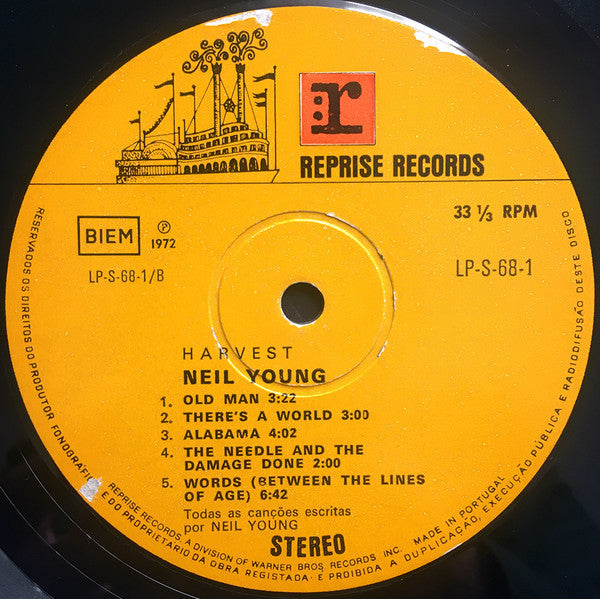 r
REPRISE RECORDS
BIEM
℗
1972
33 ⅓ RPM
LP-S-68-1/B
LP-S-68-1
HARVEST
NEIL YOUNG
1. OLD MAN 3:22
2. THERE'S A WORLD 3:00
3. ALABAMA 4:02
4. THE NEEDLE AND THE
DAMAGE DONE 2:00
5. WORDS (BETWEEN THE LINES
OF AGE) 6:42
Todas as canções escritas
por NEIL YOUNG
STEREO
REPRISE RECORDS, A DIVISION OF WARNER BROS. RECORDS INC. MADE IN PORTUGAL
RESERVADOS OS DIREITOS DO PRODUTOR FONOGRAFIC E DO PROPRIETARIO DA OBRA REGISTADA · E PROIBIDA A DUPLICAÇÃO, EXECUÇÃO PÚBLICA E RADIODIFUSÃO DESTE DISCO